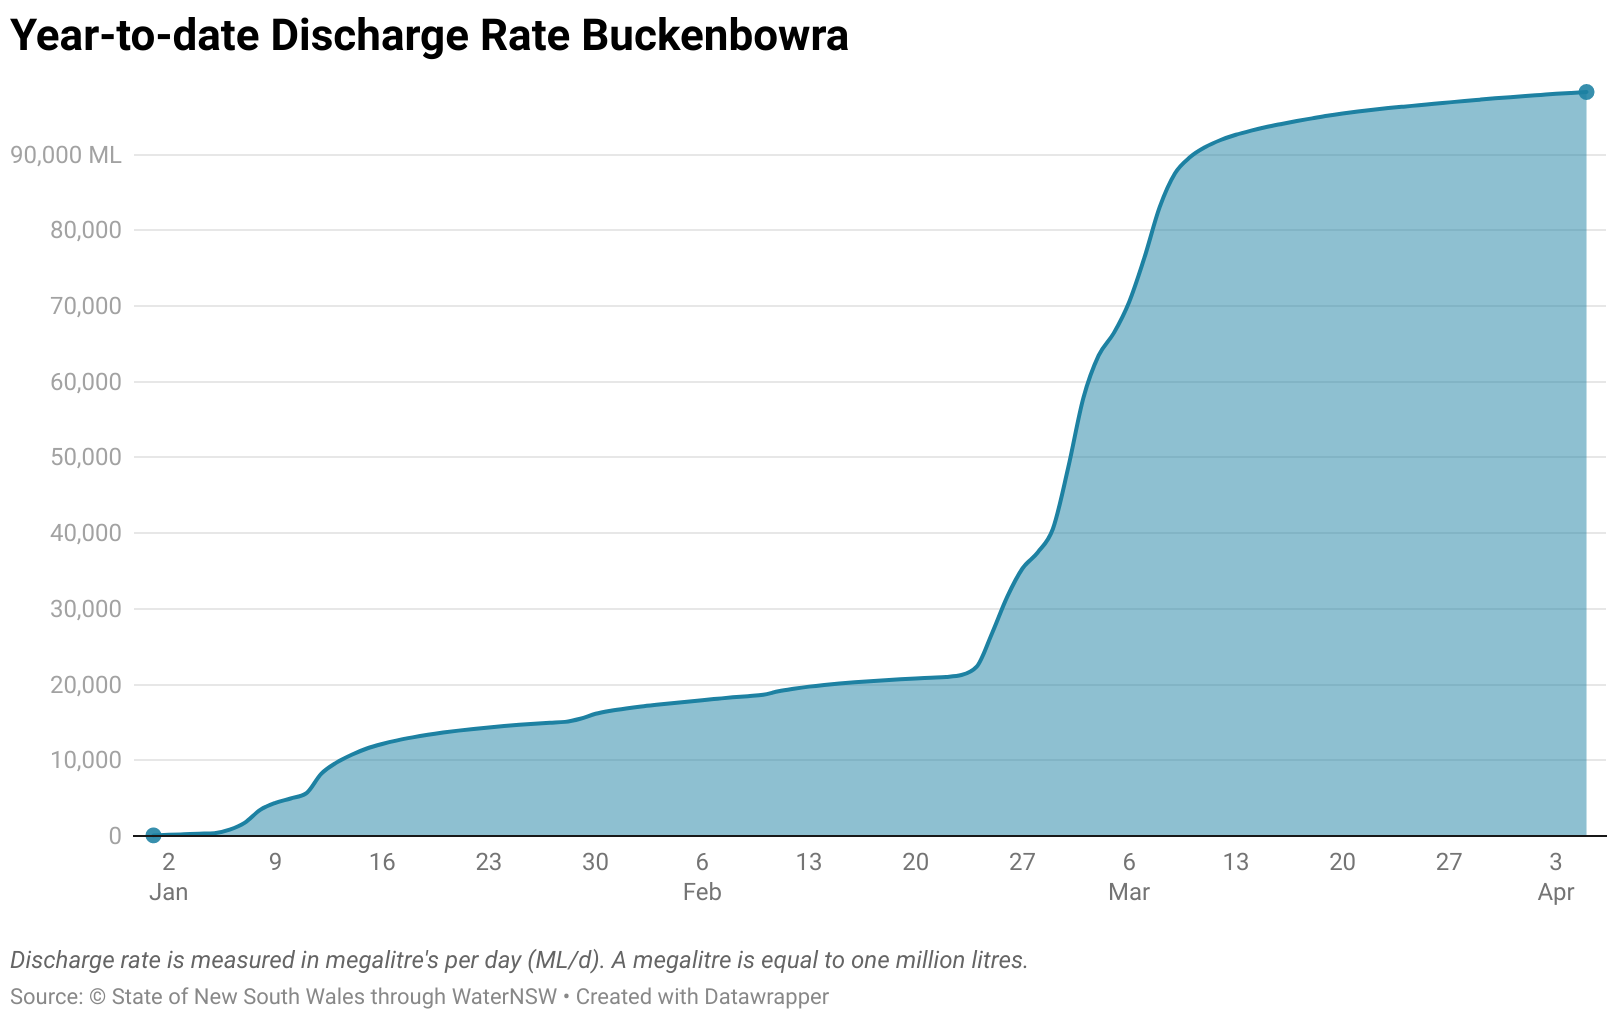 Year-to-date Discharge Rate Buckenbowra
90,000 ML
80,000
70,000
60,000
50,000
40,000
30,000
20,000
10,000
0
2 9 16 23 30 6 13 20 27 6 13 20 27 3
Jan Feb Mar Apr
Discharge rate is measured in megalitre's per day (ML/d). A megalitre is equal to one million litres.
Source: © State of New South Wales through WaterNSW • Created with Datawrapper